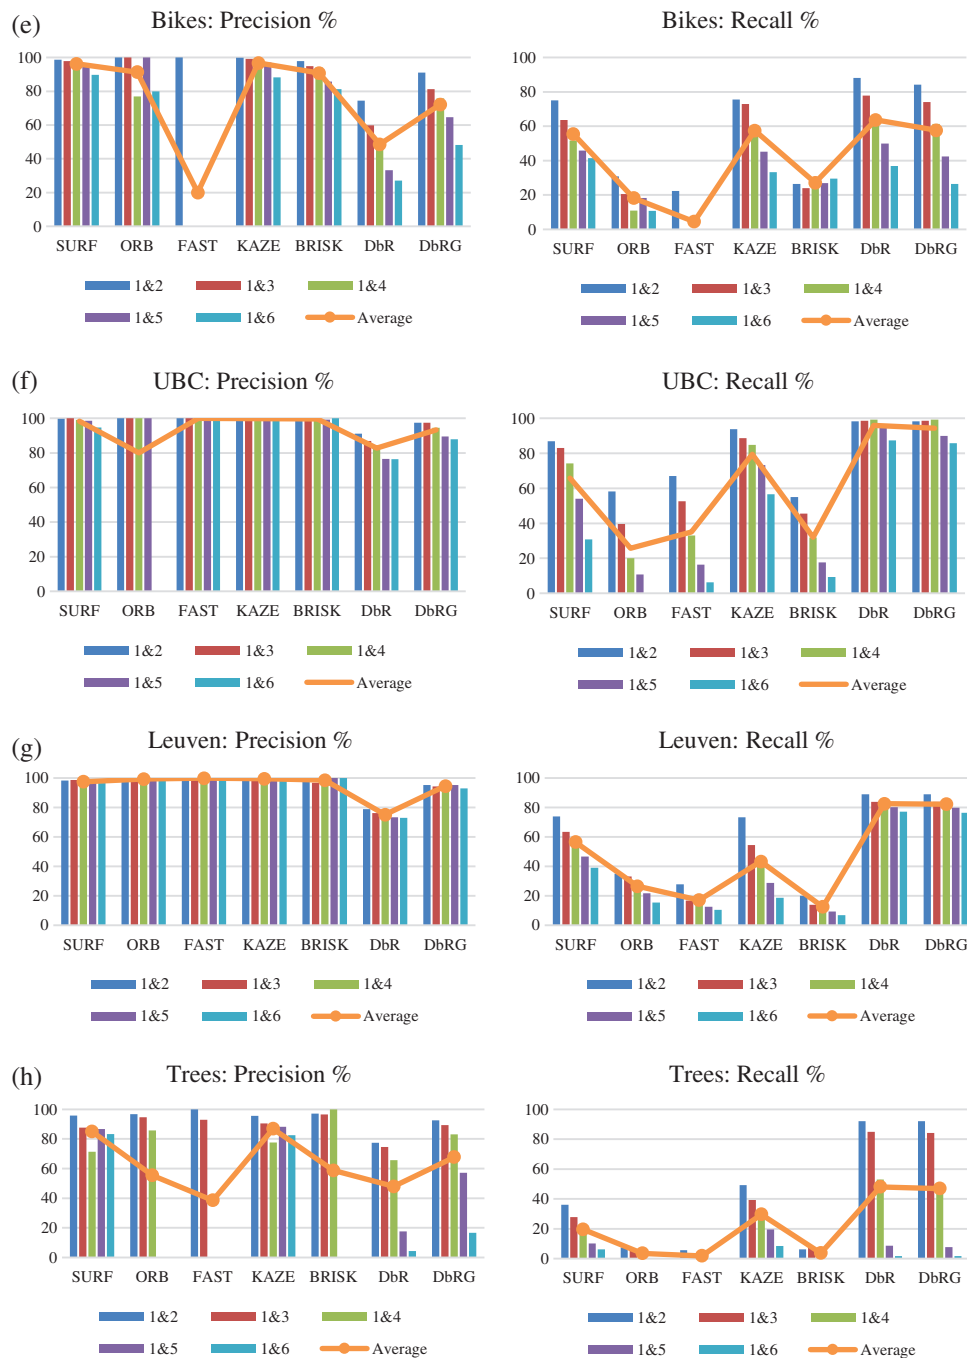 (e)
Bikes: Precision %
100
80
60
40
20
0
SURF ORB FAST KAZE BRISK DbR DbRG
1&2 1&3 1&4
1&5 1&6 Average
Bikes: Recall %
100
80
60
40
20
0
SURF ORB FAST KAZE BRISK DbR DbRG
1&2 1&3 1&4
1&5 1&6 Average
(f)
UBC: Precision %
100
80
60
40
20
0
SURF ORB FAST KAZE BRISK DbR DbRG
1&2 1&3 1&4
1&5 1&6 Average
UBC: Recall %
100
80
60
40
20
0
SURF ORB FAST KAZE BRISK DbR DbRG
1&2 1&3 1&4
1&5 1&6 Average
(g)
Leuven: Precision %
100
80
60
40
20
0
SURF ORB FAST KAZE BRISK DbR DbRG
1&2 1&3 1&4
1&5 1&6 Average
Leuven: Recall %
100
80
60
40
20
0
SURF ORB FAST KAZE BRISK DbR DbRG
1&2 1&3 1&4
1&5 1&6 Average
(h)
Trees: Precision %
100
80
60
40
20
0
SURF ORB FAST KAZE BRISK DbR DbRG
1&2 1&3 1&4
1&5 1&6 Average
Trees: Recall %
100
80
60
40
20
0
SURF ORB FAST KAZE BRISK DbR DbRG
1&2 1&3 1&4
1&5 1&6 Average